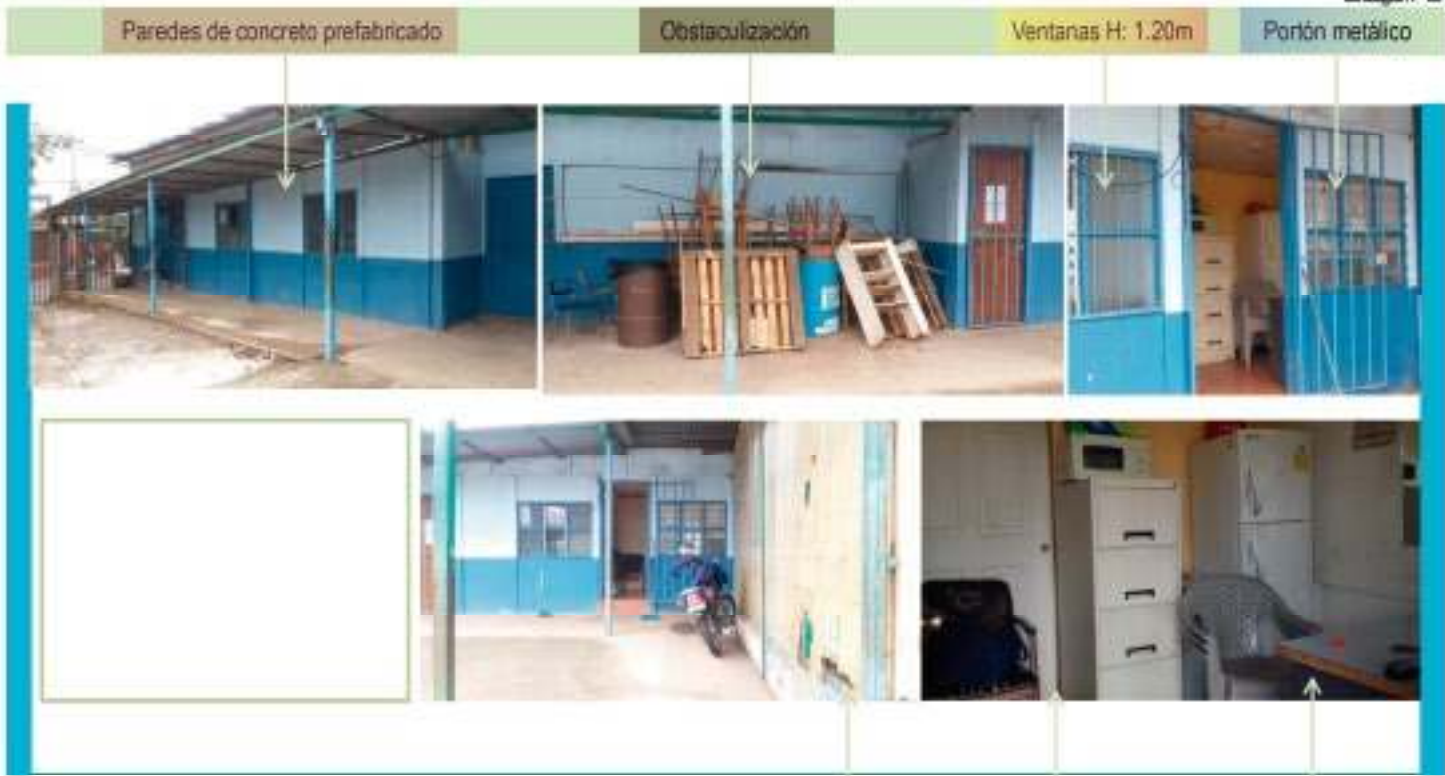 Paredes de concreto prefabricado
Obstaculización
Ventanas H: 1.20m
Portón metálico